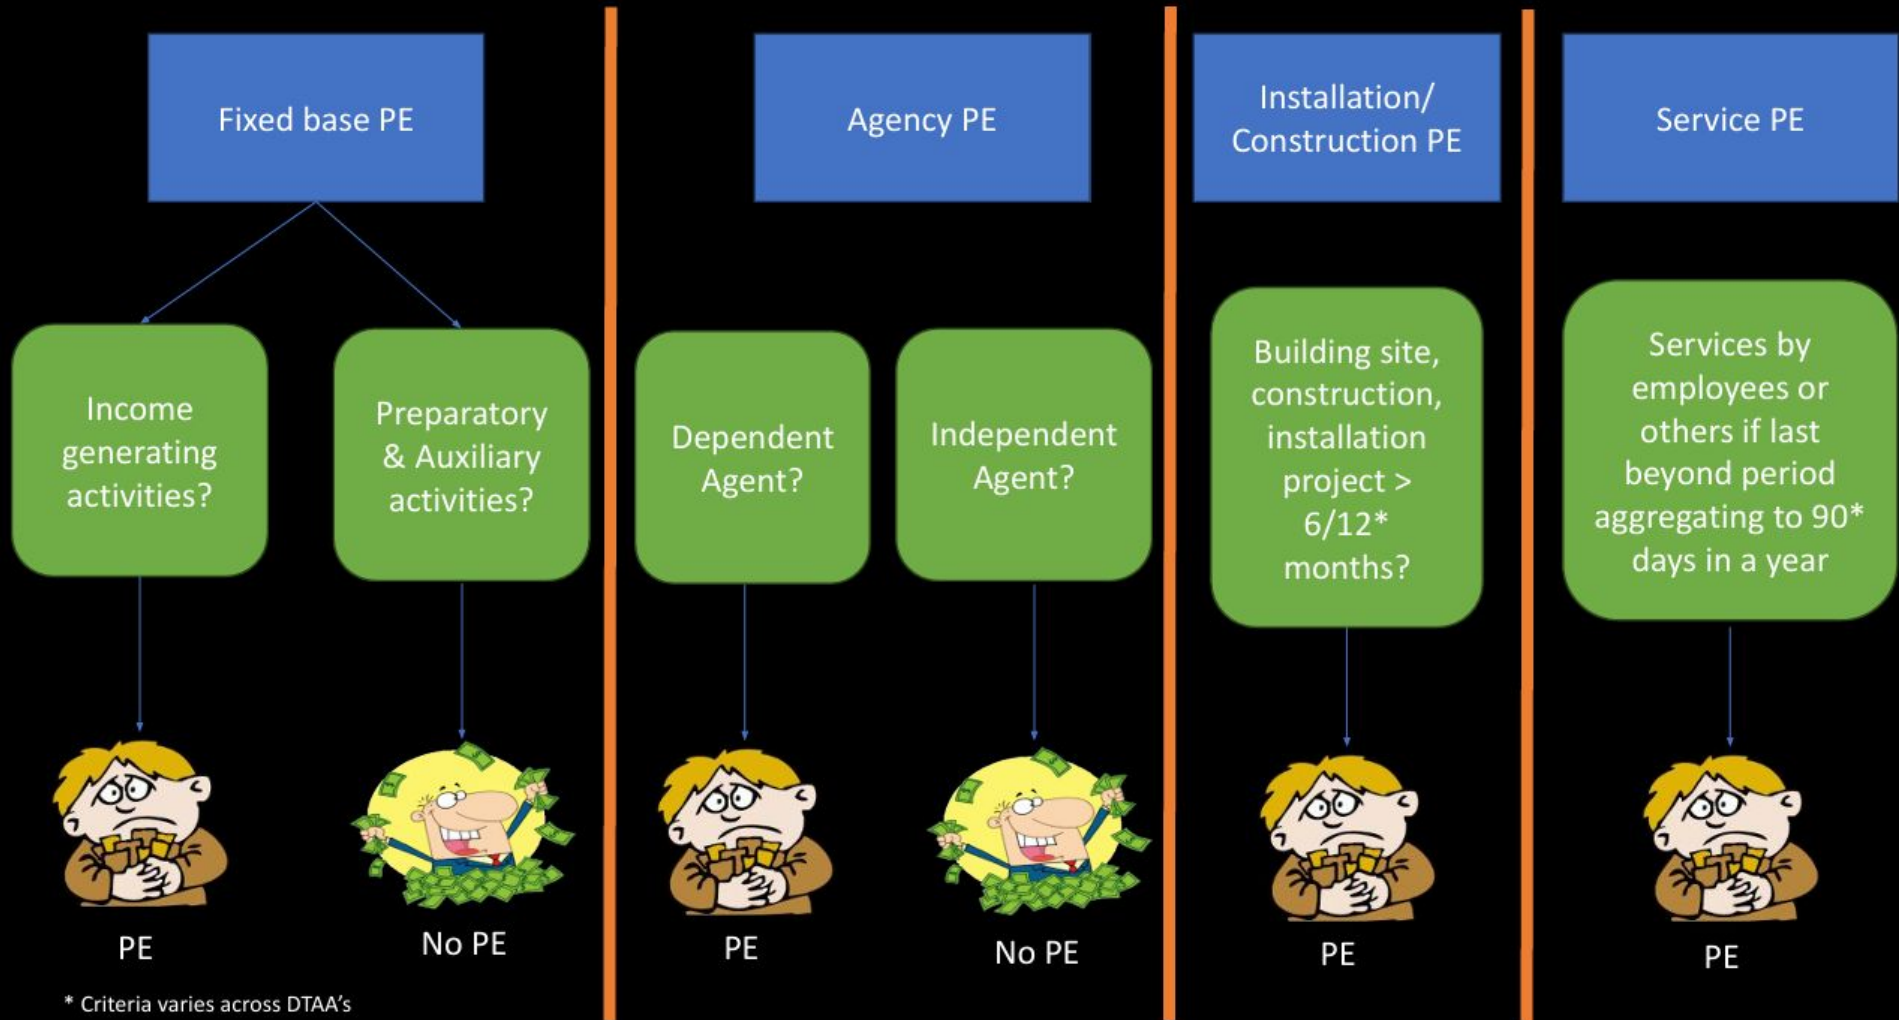 Fixed base PE
Agency PE
Installation/
Construction PE
Service PE
Income
generating
activities?
Preparatory
& Auxiliary
activities?
Dependent
Agent?
Independent
Agent?
Building site,
construction,
installation
project >
6/12*
months?
Services by
employees or
others if last
beyond period
aggregating to 90*
days in a year
PE
No PE
PE
No PE
PE
PE
* Criteria varies across DTAA's